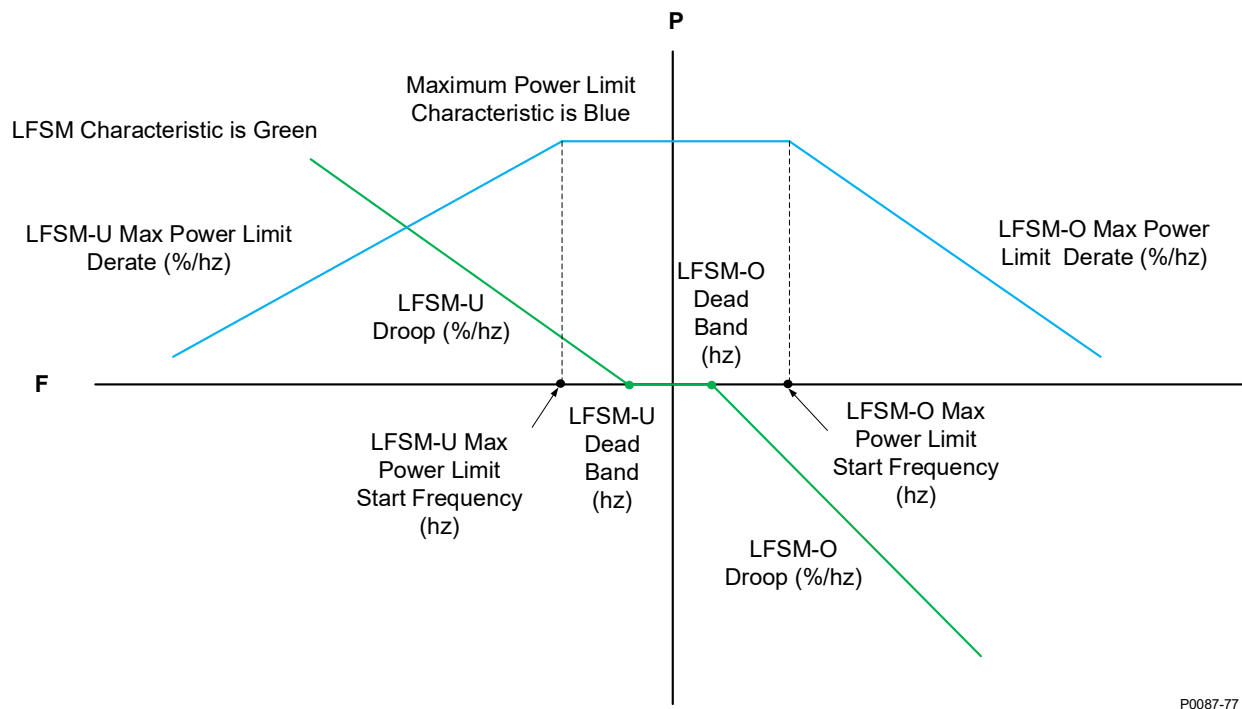 P
Maximum Power Limit
Characteristic is Blue
LFSM Characteristic is Green
LFSM-U Max Power Limit
Derate (%/hz)
LFSM-U
Droop (%/hz)
LFSM-O
Dead
Band
(hz)
LFSM-O Max Power
Limit  Derate (%/hz)
F
LFSM-U Max
Power Limit
Start Frequency
(hz)
LFSM-U
Dead
Band
(hz)
LFSM-O Max
Power Limit
Start Frequency
(hz)
LFSM-O
Droop (%/hz)
P0087-77